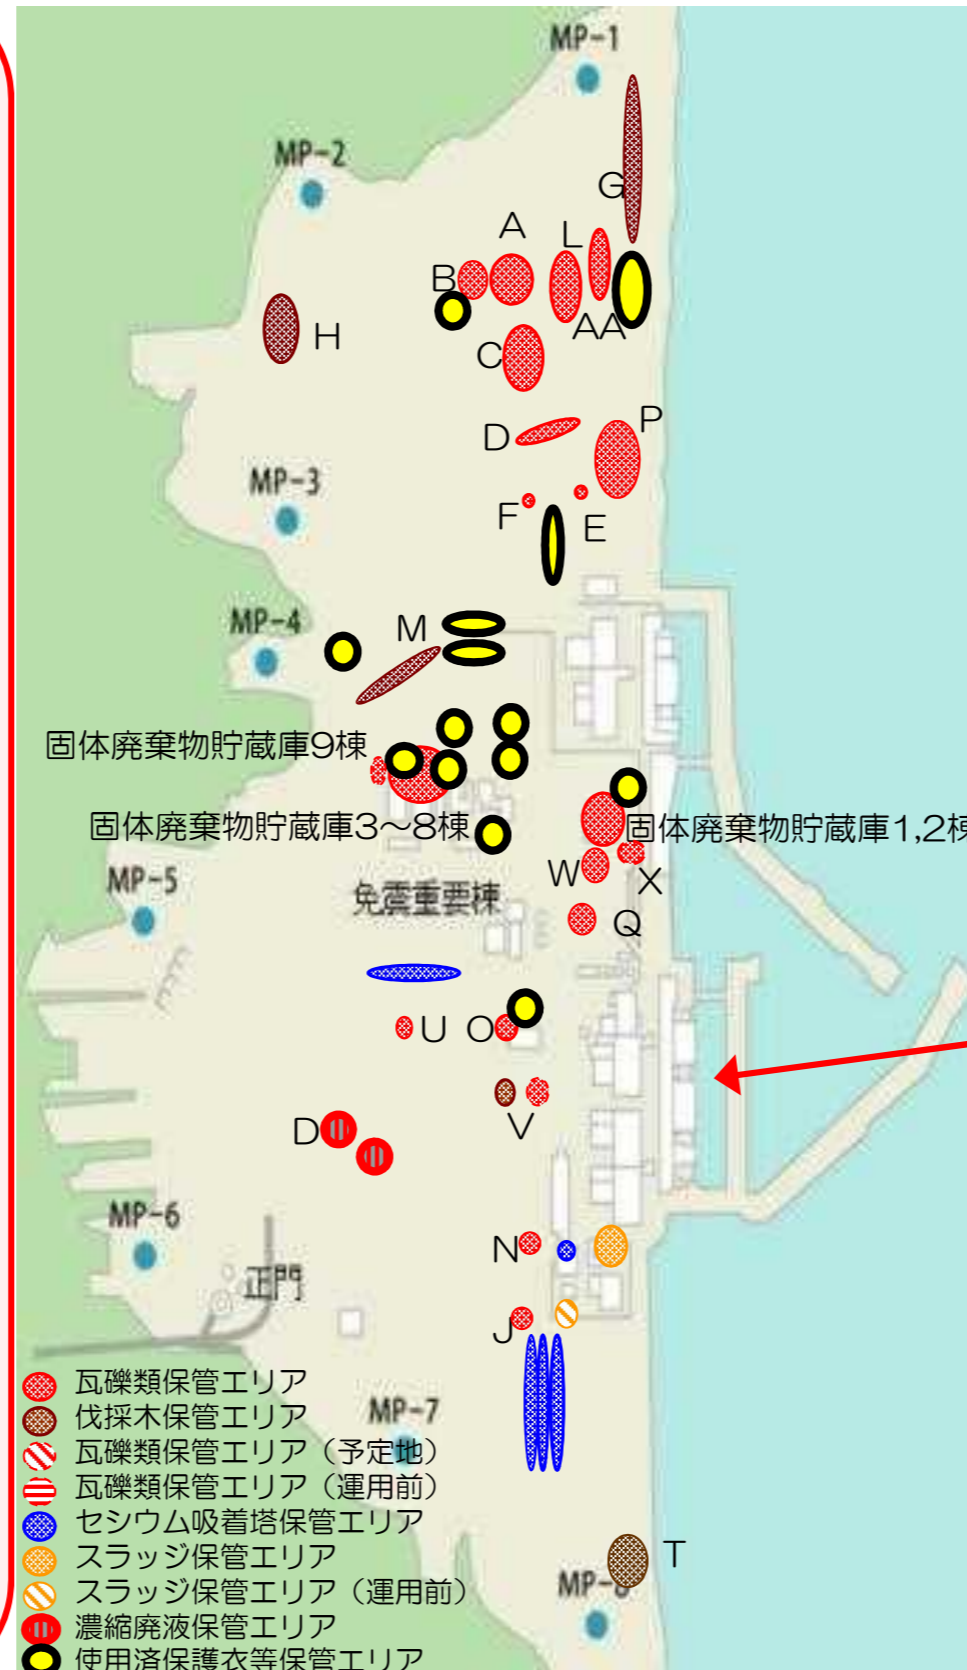 MP-1
MP-2
G
A
L
B
AA
H
C
P
D
MP-3
F
E
MP-4
M
固体廃棄物貯蔵庫9棟
固体廃棄物貯蔵庫3〜8棟
固体廃棄物貯蔵庫1,2棟
W
X
MP-5
免震重要棟
Q
U
O
V
D
MP-6
N
正門
J
MP-7
T
MP-8
瓦礫類保管エリア
伐採木保管エリア
瓦礫類保管エリア（予定地）
瓦礫類保管エリア（運用前）
セシウム吸着塔保管エリア
スラッジ保管エリア
スラッジ保管エリア（運用前）
濃縮廃液保管エリア
使用済保護衣等保管エリア